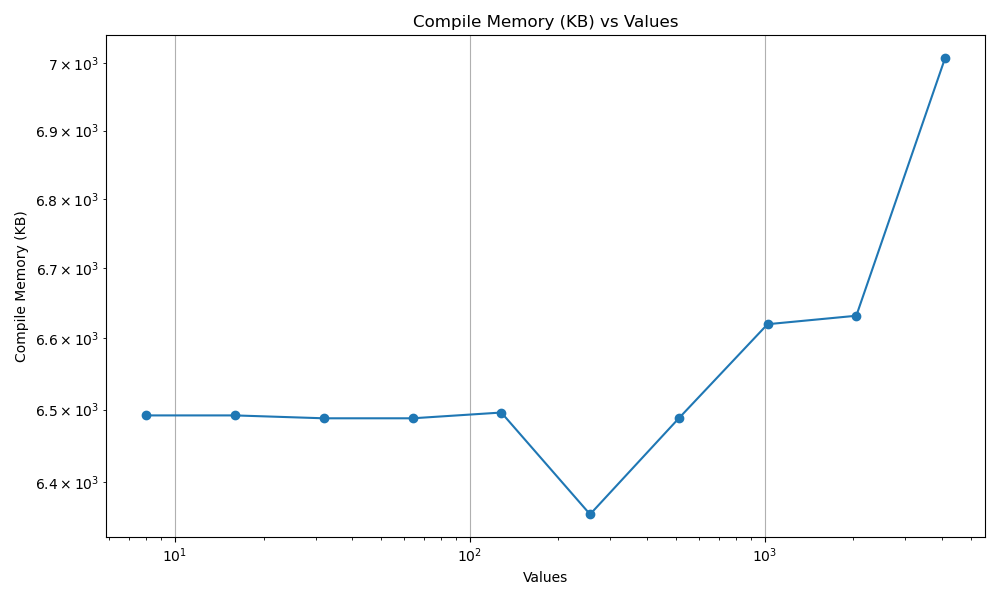 Compile Memory (KB) vs Values
Compile Memory (KB)
7 × 10³
6.9 × 10³
6.8 × 10³
6.7 × 10³
6.6 × 10³
6.5 × 10³
6.4 × 10³
10¹ 10² 10³
Values